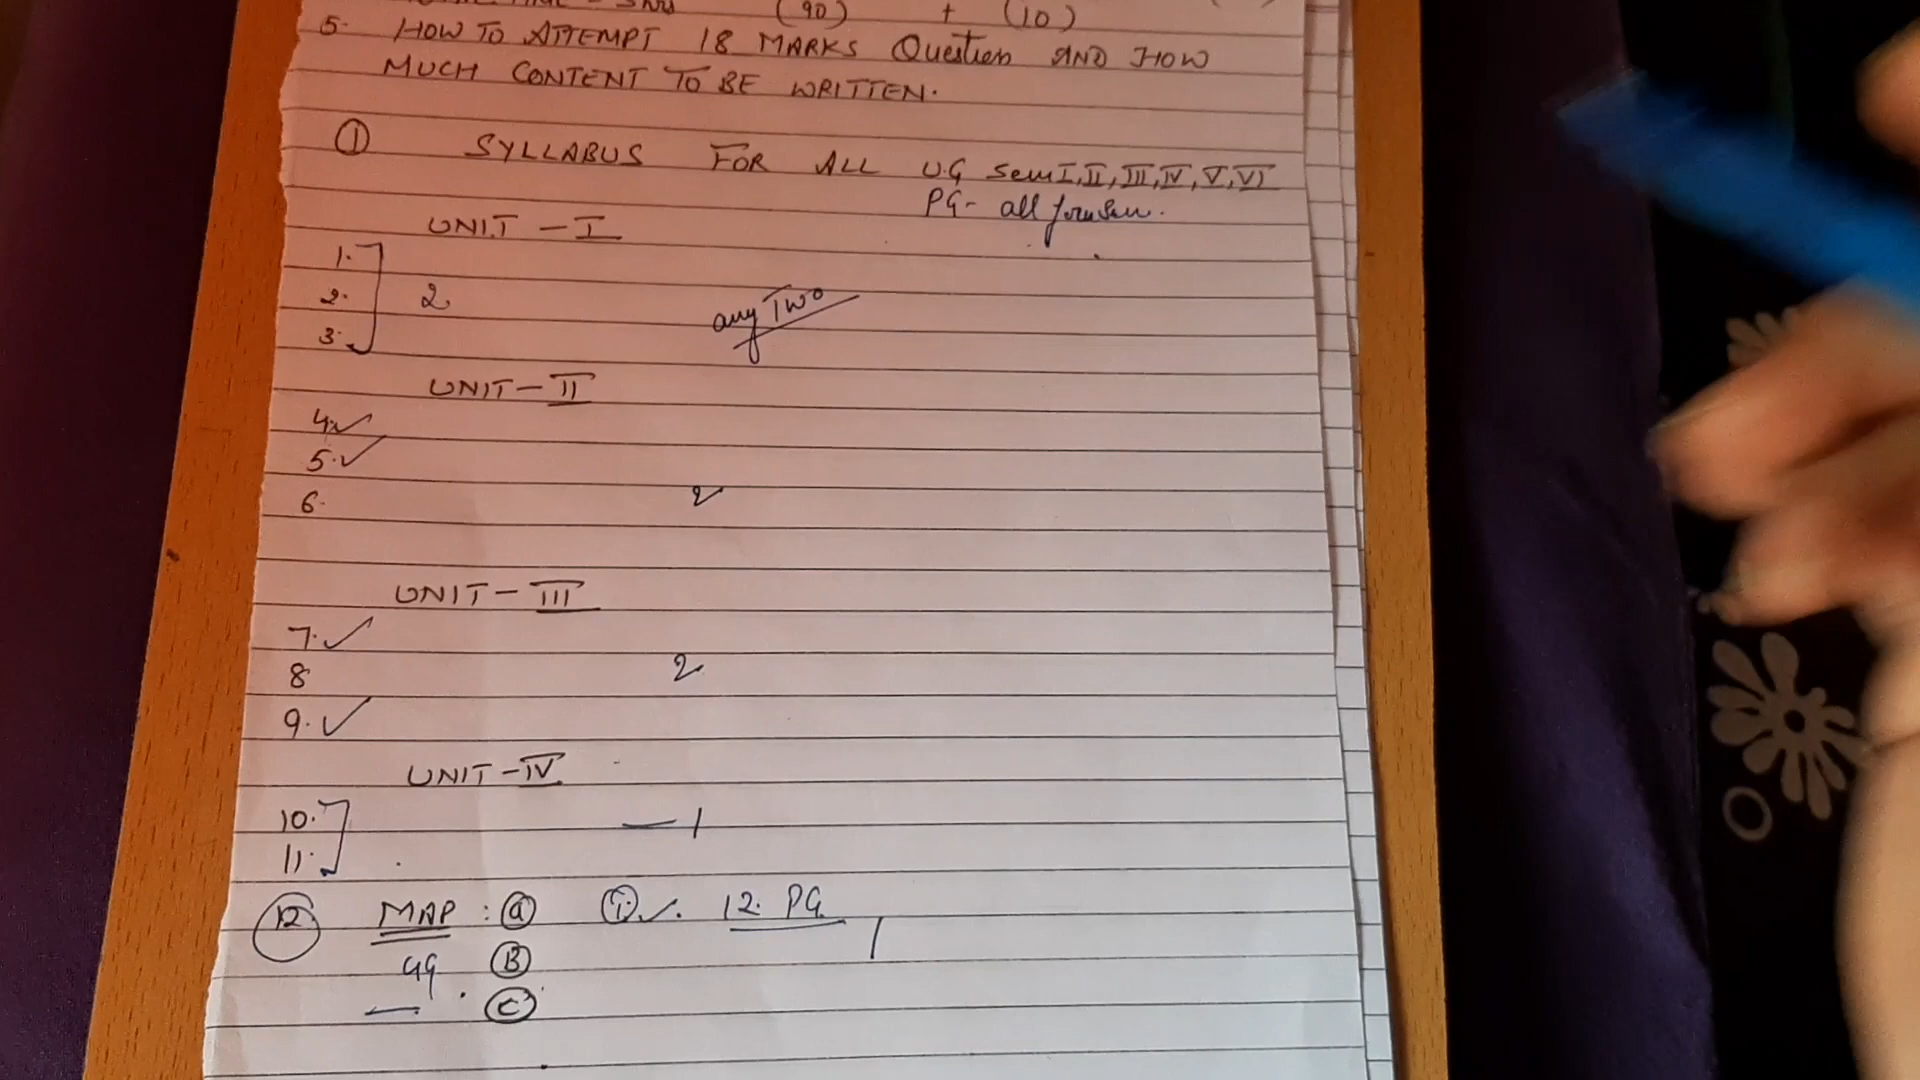 (90) + (10)
5. HOW TO ATTEMPT 18 MARKS Question AND HOW
MUCH CONTENT TO BE WRITTEN.
① SYLLABUS FOR ALL U.G Sem I, II, III, IV, V, VI
PG- all
UNIT - I
1.
2. 2
any Two
3.
UNIT - II
4.✓
5.✓
6. 2
UNIT - III
7.✓
8 2
9.✓
UNIT - IV
10. — 1
11.
⑫ MAP : ⓐ ① ✓. 12. PG
Ⓑ
Ⓒ